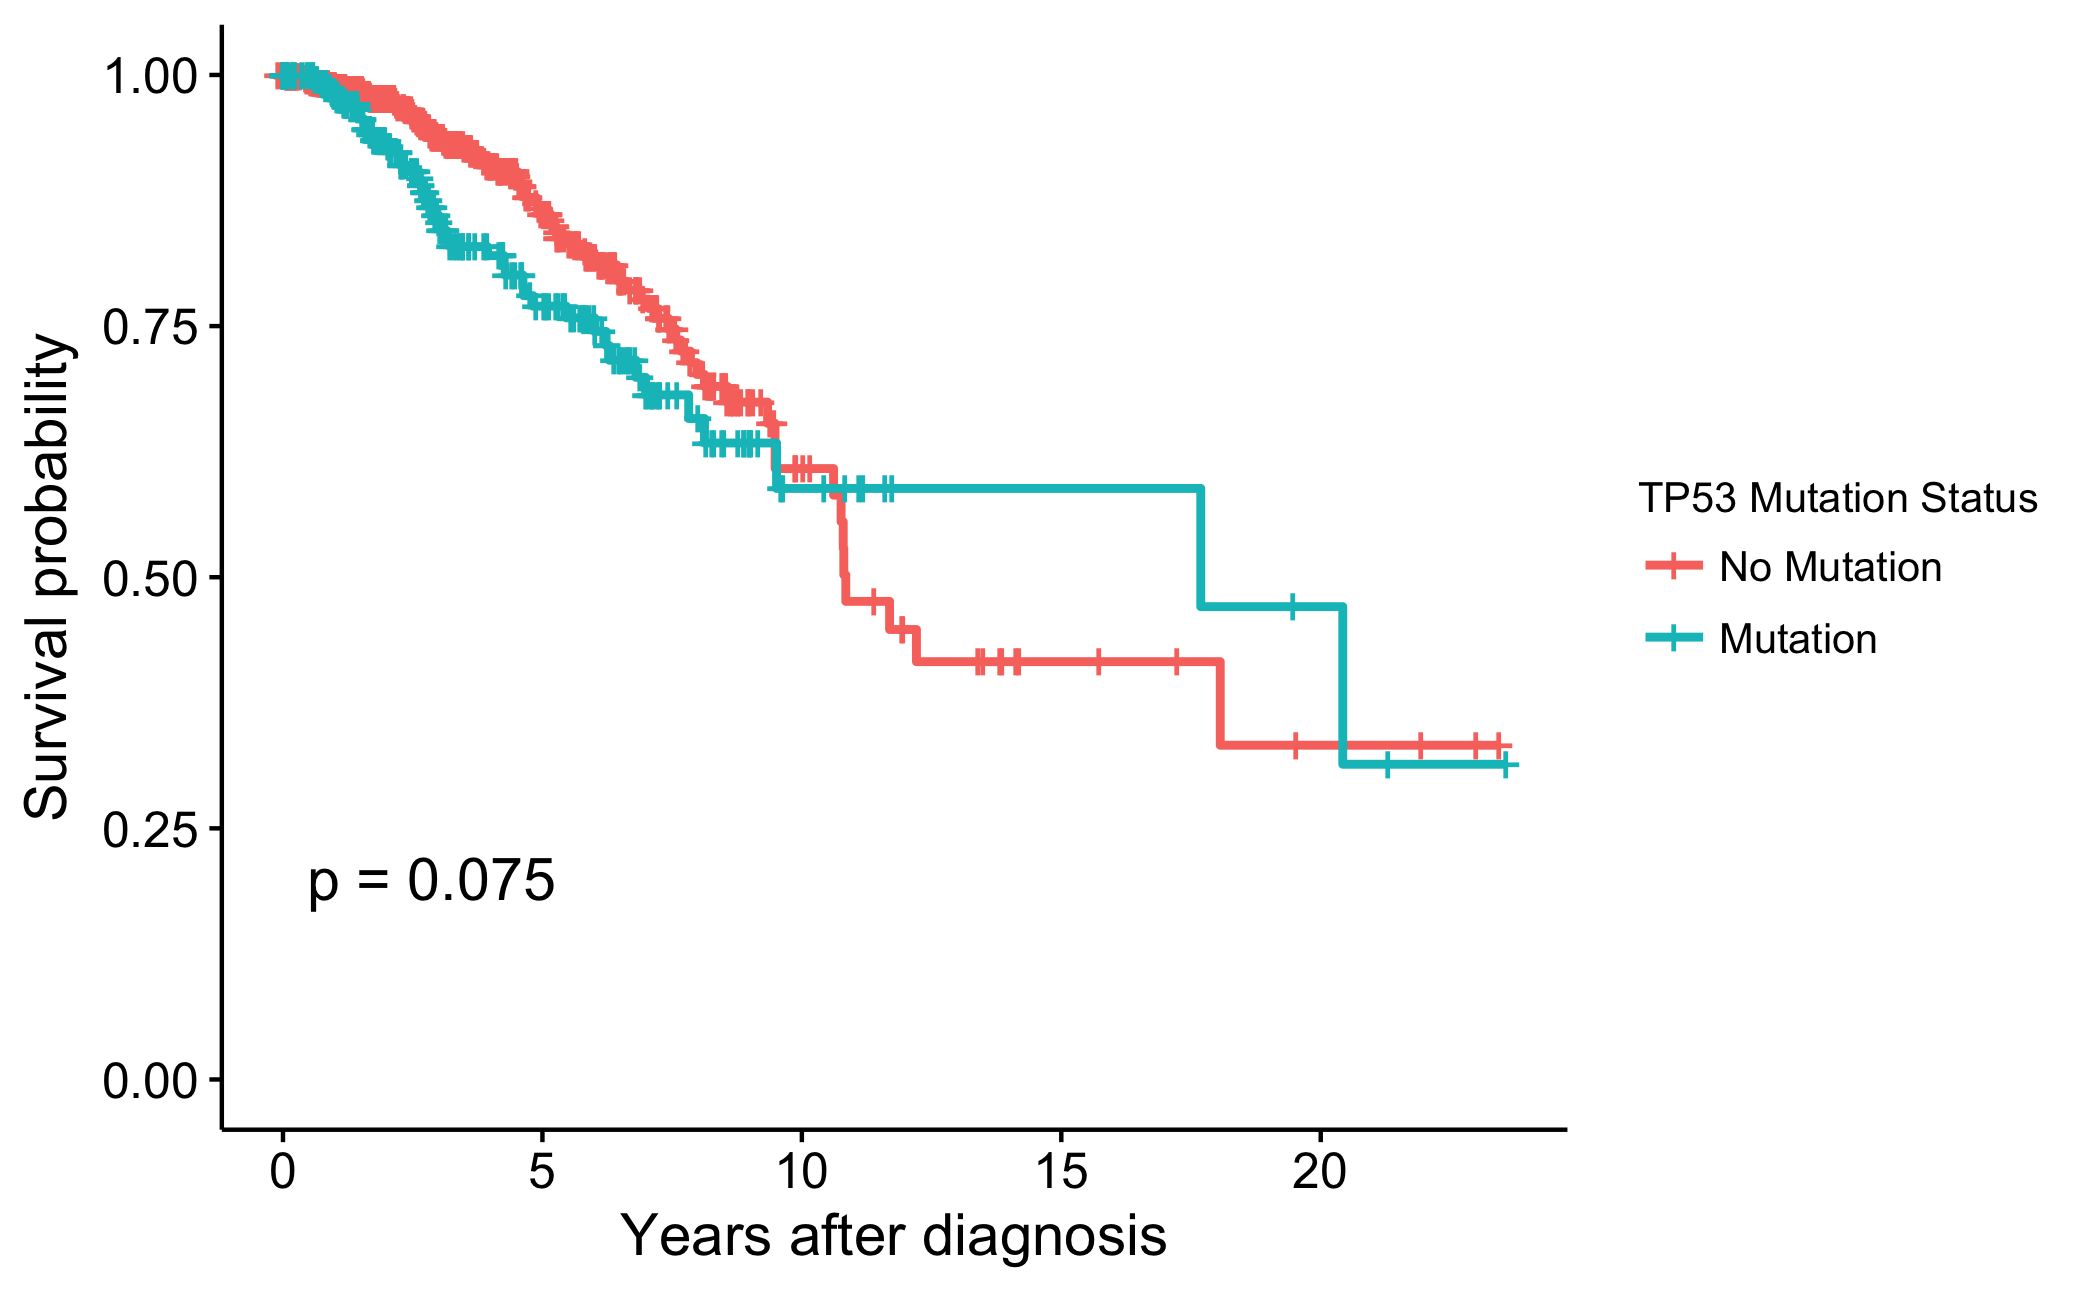 Survival probability
1.00
0.75
0.50
0.25
0.00
p = 0.075
0 5 10 15 20
Years after diagnosis
TP53 Mutation Status
No Mutation
Mutation